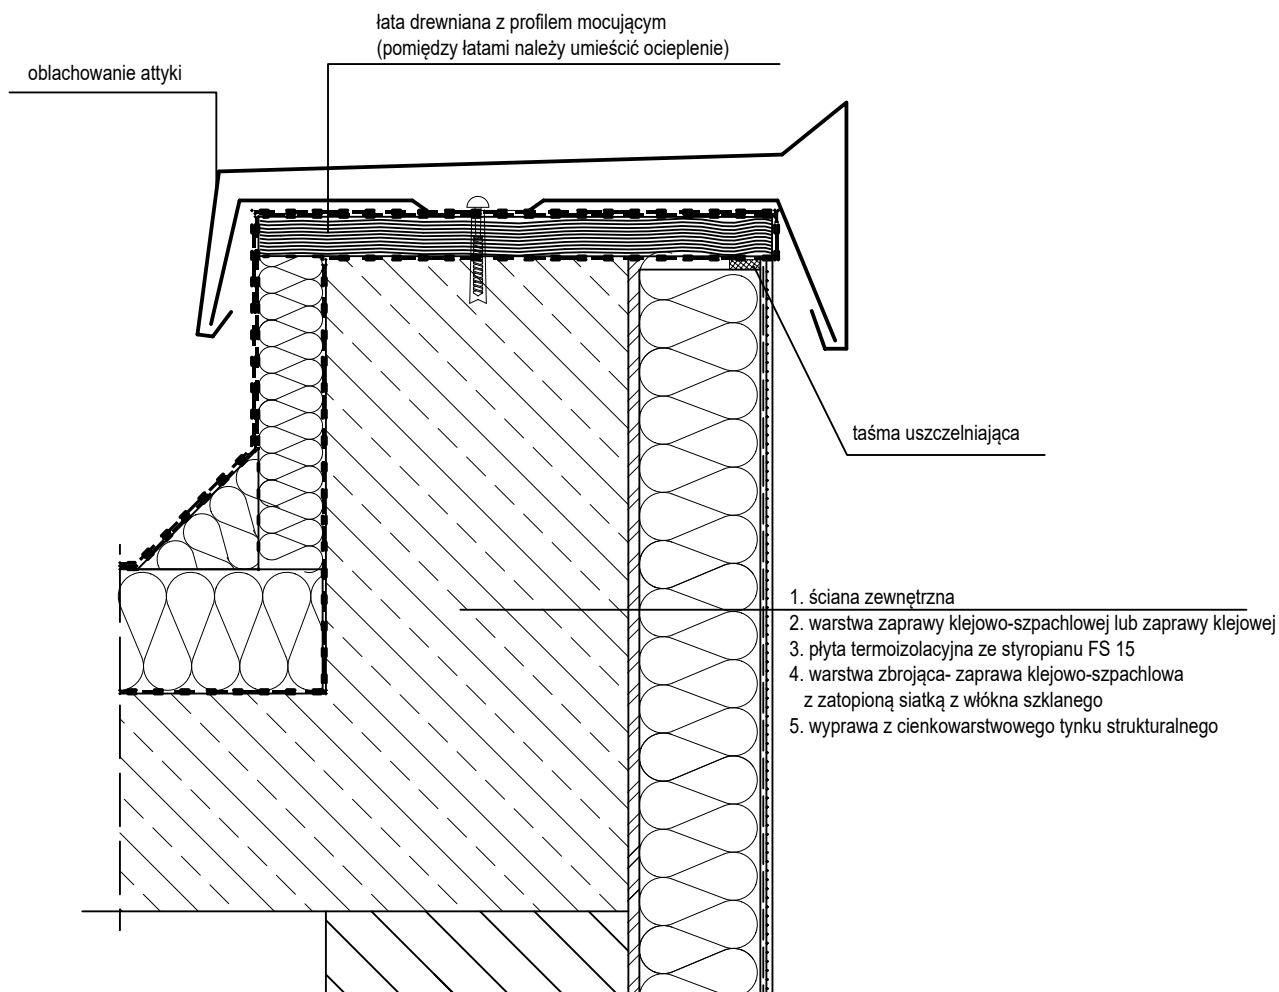 łata drewniana z profilem mocującym
(pomiędzy łatami należy umieścić ocieplenie)
oblachowanie attyki
taśma uszczelniająca
1. ściana zewnętrzna
2. warstwa zaprawy klejowo-szpachlowej lub zaprawy klejowej
3. płyta termoizolacyjna ze styropianu FS 15
4. warstwa zbrojąca- zaprawa klejowo-szpachlowa
z zatopioną siatką z włókna szklanego
5. wyprawa z cienkowarstwowego tynku strukturalnego